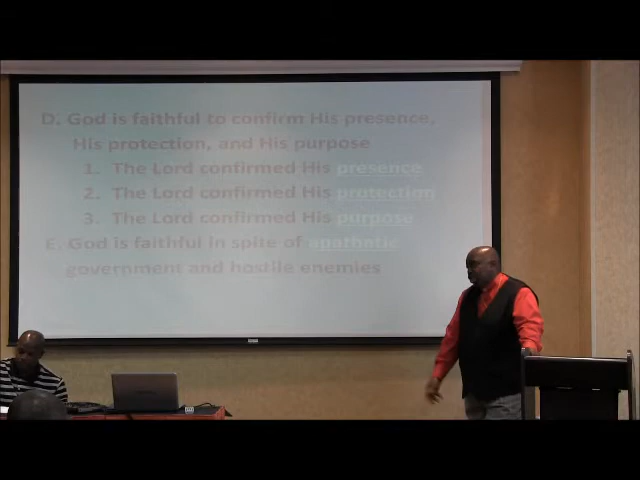 D. God is faithful to confirm His presence,
His protection, and His purpose
1. The Lord confirmed His presence
2. The Lord confirmed His protection
3. The Lord confirmed His purpose
E. God is faithful in spite of apathetic
government and hostile enemies